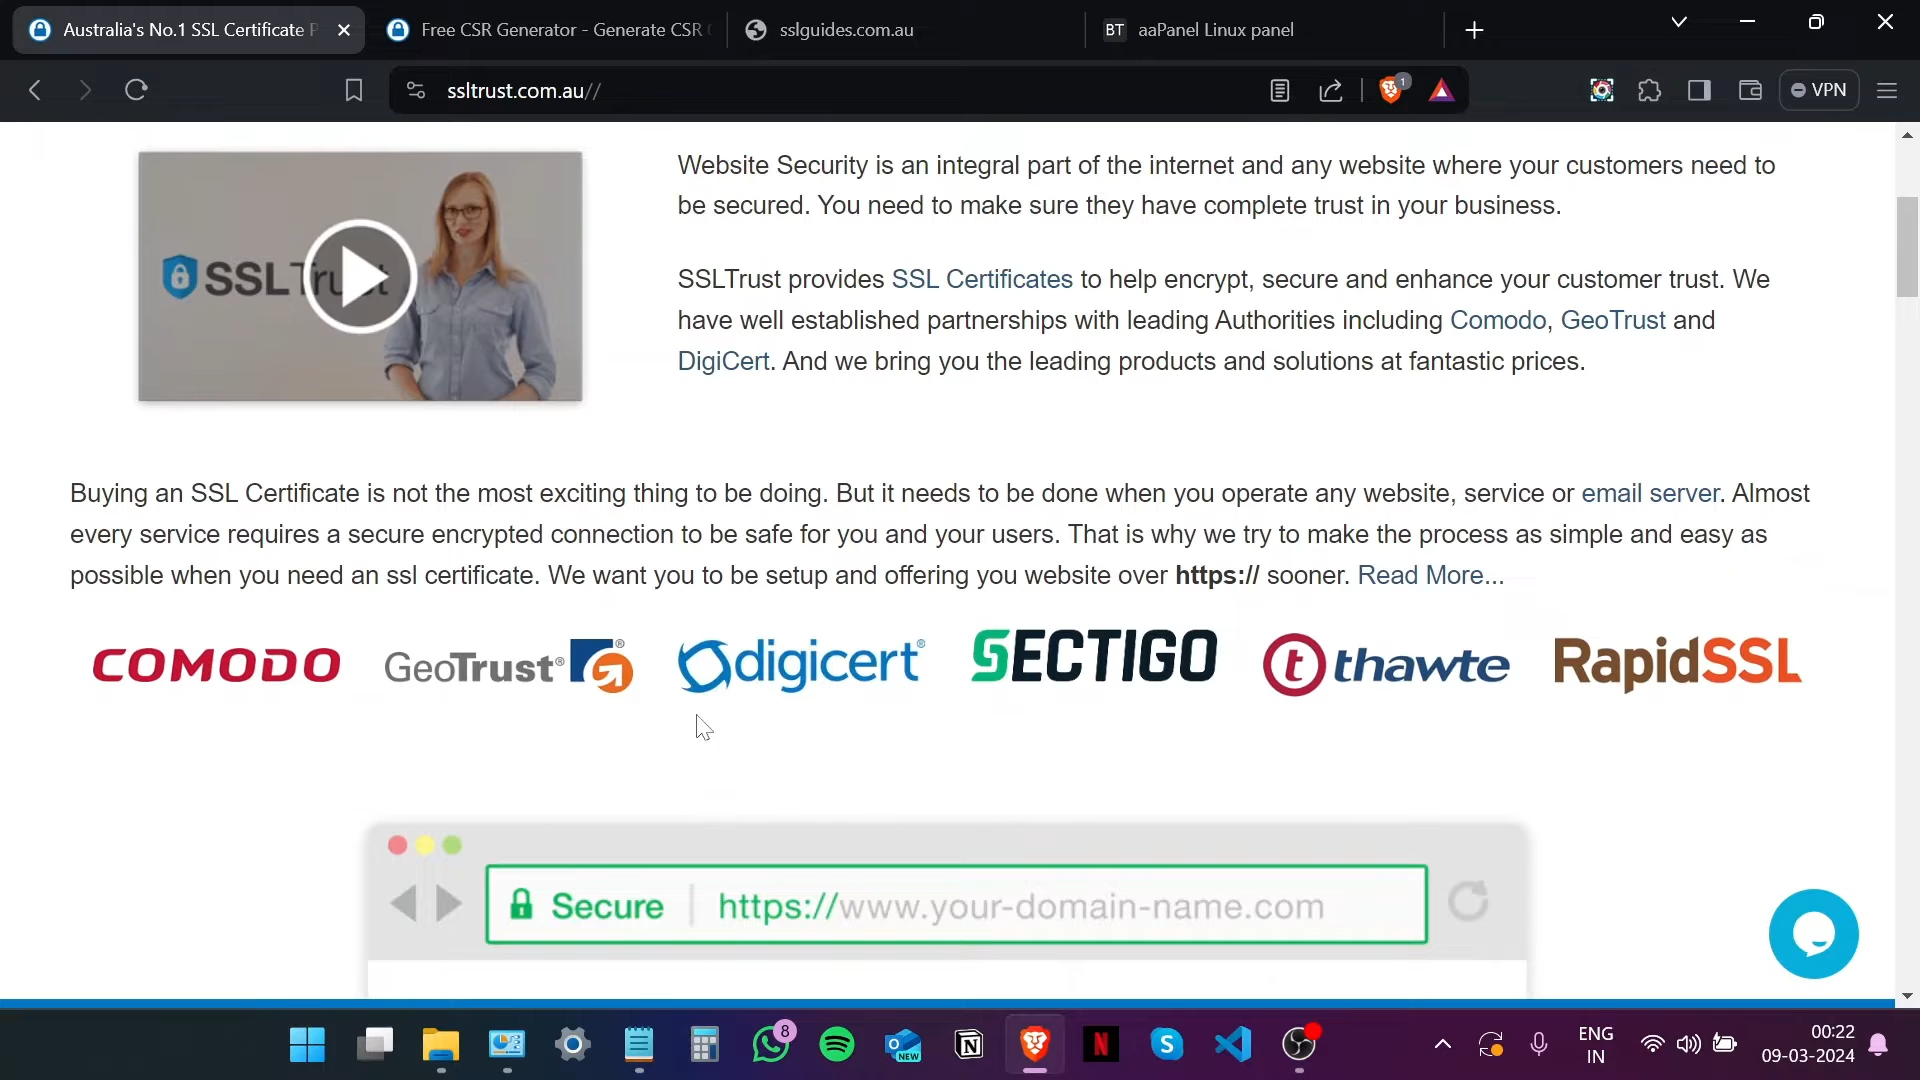 Australia's No.1 SSL Certificate P
Free CSR Generator - Generate CSR
sslguides.com.au
BT aaPanel Linux panel
ssltrust.com.au//
1
VPN
SSLTrust
Website Security is an integral part of the internet and any website where your customers need to
be secured. You need to make sure they have complete trust in your business.
SSLTrust provides SSL Certificates to help encrypt, secure and enhance your customer trust. We
have well established partnerships with leading Authorities including Comodo, GeoTrust and
DigiCert. And we bring you the leading products and solutions at fantastic prices.
Buying an SSL Certificate is not the most exciting thing to be doing. But it needs to be done when you operate any website, service or email server. Almost
every service requires a secure encrypted connection to be safe for you and your users. That is why we try to make the process as simple and easy as
possible when you need an ssl certificate. We want you to be setup and offering you website over https:// sooner. Read More...
COMODO GeoTrust® digicert® SECTIGO thawte RapidSSL
Secure https://www.your-domain-name.com
8
NEW
ENG
IN
00:22
09-03-2024